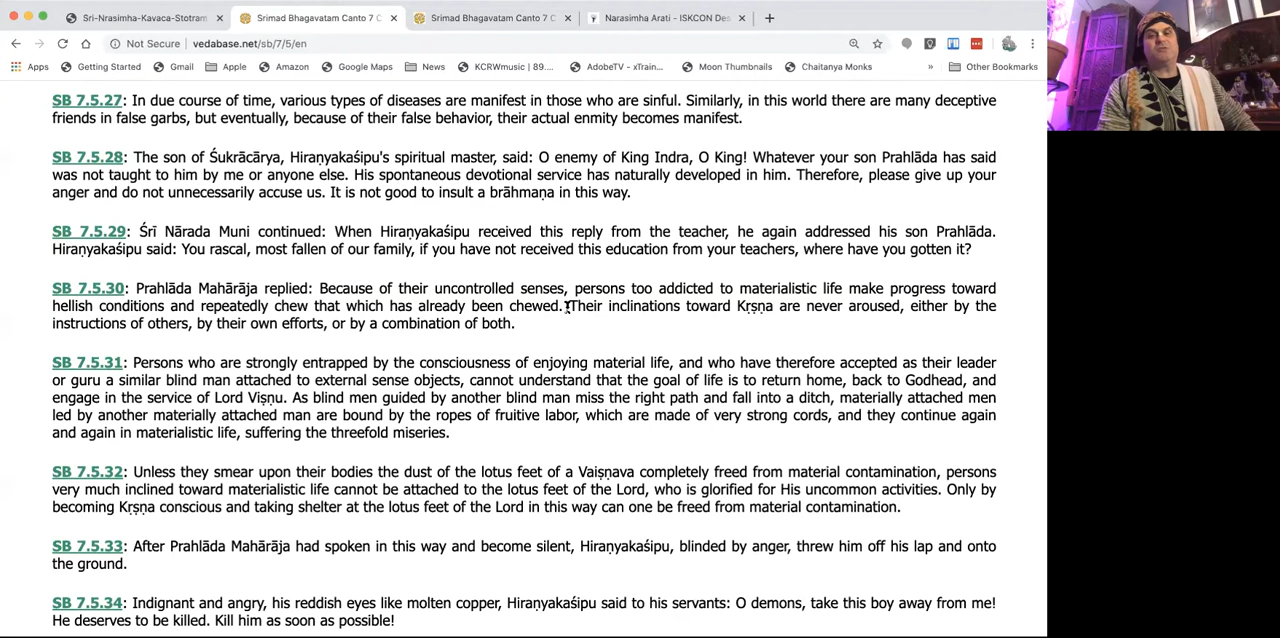 Sri-Nrasimha-Kavaca-Stotram
Srimad Bhagavatam Canto 7 C
Srimad Bhagavatam Canto 7 C
Narasimha Arati - ISKCON Des
Not Secure | vedabase.net/sb/7/5/en
Apps Getting Started Gmail Apple Amazon Google Maps News KCRWmusic | 89.... AdobeTV - xTrain... Moon Thumbnails Chaitanya Monks » Other Bookmarks
SB 7.5.27: In due course of time, various types of diseases are manifest in those who are sinful. Similarly, in this world there are many deceptive
friends in false garbs, but eventually, because of their false behavior, their actual enmity becomes manifest.
SB 7.5.28: The son of Śukrācārya, Hiraṇyakaśipu's spiritual master, said: O enemy of King Indra, O King! Whatever your son Prahlāda has said
was not taught to him by me or anyone else. His spontaneous devotional service has naturally developed in him. Therefore, please give up your
anger and do not unnecessarily accuse us. It is not good to insult a brāhmaṇa in this way.
SB 7.5.29: Śrī Nārada Muni continued: When Hiraṇyakaśipu received this reply from the teacher, he again addressed his son Prahlāda.
Hiraṇyakaśipu said: You rascal, most fallen of our family, if you have not received this education from your teachers, where have you gotten it?
SB 7.5.30: Prahlāda Mahārāja replied: Because of their uncontrolled senses, persons too addicted to materialistic life make progress toward
hellish conditions and repeatedly chew that which has already been chewed. Their inclinations toward Kṛṣṇa are never aroused, either by the
instructions of others, by their own efforts, or by a combination of both.
SB 7.5.31: Persons who are strongly entrapped by the consciousness of enjoying material life, and who have therefore accepted as their leader
or guru a similar blind man attached to external sense objects, cannot understand that the goal of life is to return home, back to Godhead, and
engage in the service of Lord Viṣṇu. As blind men guided by another blind man miss the right path and fall into a ditch, materially attached men
led by another materially attached man are bound by the ropes of fruitive labor, which are made of very strong cords, and they continue again
and again in materialistic life, suffering the threefold miseries.
SB 7.5.32: Unless they smear upon their bodies the dust of the lotus feet of a Vaiṣṇava completely freed from material contamination, persons
very much inclined toward materialistic life cannot be attached to the lotus feet of the Lord, who is glorified for His uncommon activities. Only by
becoming Kṛṣṇa conscious and taking shelter at the lotus feet of the Lord in this way can one be freed from material contamination.
SB 7.5.33: After Prahlāda Mahārāja had spoken in this way and become silent, Hiraṇyakaśipu, blinded by anger, threw him off his lap and onto
the ground.
SB 7.5.34: Indignant and angry, his reddish eyes like molten copper, Hiraṇyakaśipu said to his servants: O demons, take this boy away from me!
He deserves to be killed. Kill him as soon as possible!